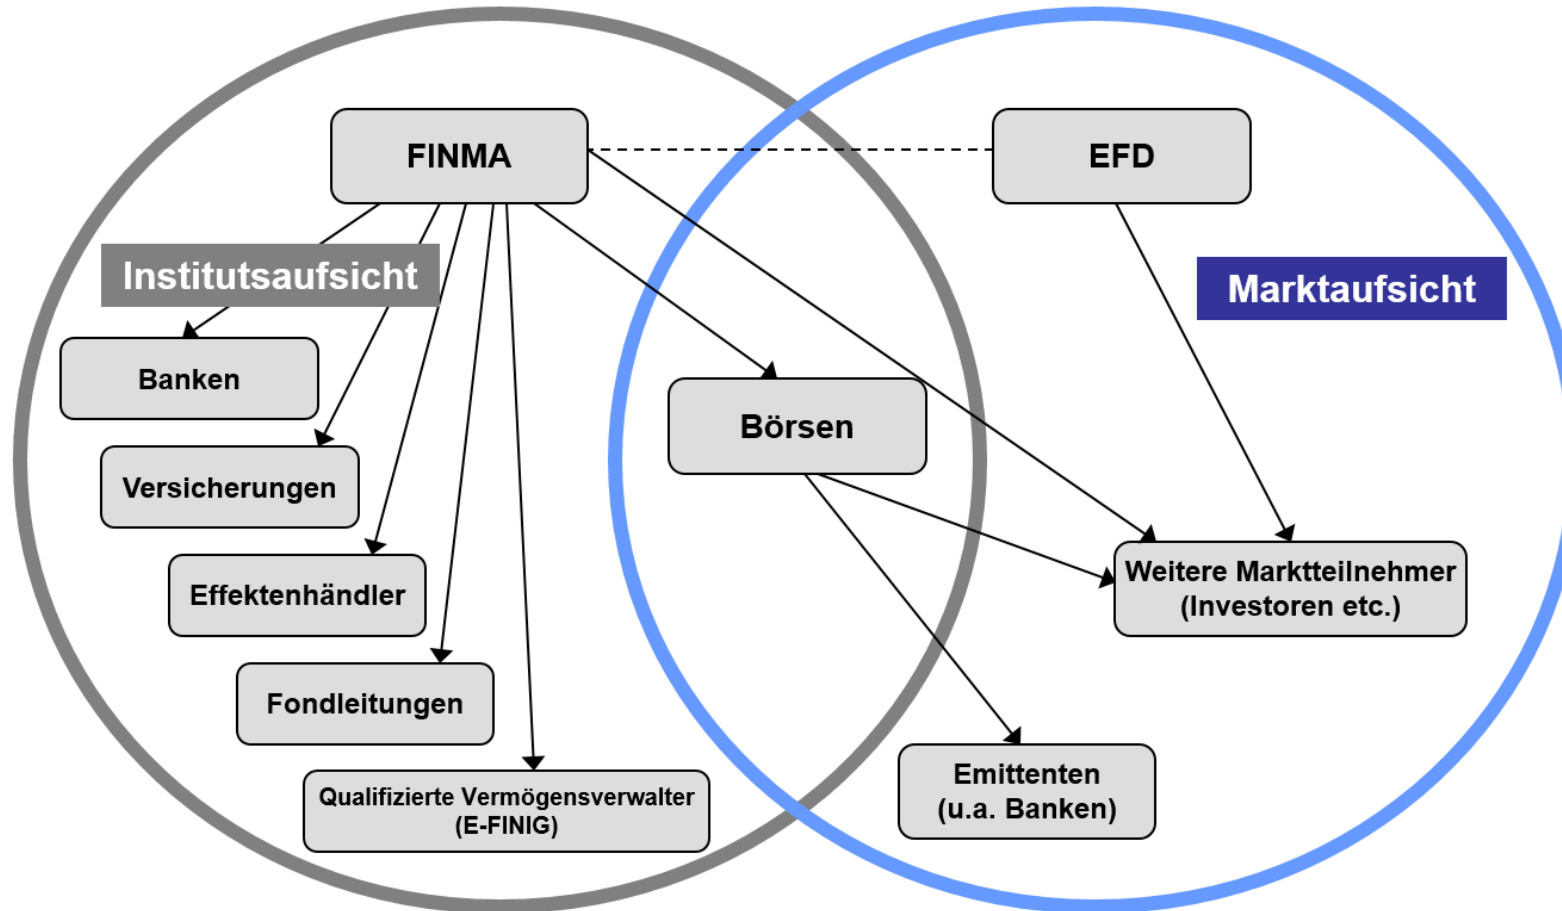 FINMA
EFD
Institutsaufsicht
Marktaufsicht
Banken
Börsen
Versicherungen
Effektenhändler
Weitere Marktteilnehmer
(Investoren etc.)
Fondleitungen
Qualifizierte Vermögensverwalter
(E-FINIG)
Emittenten
(u.a. Banken)